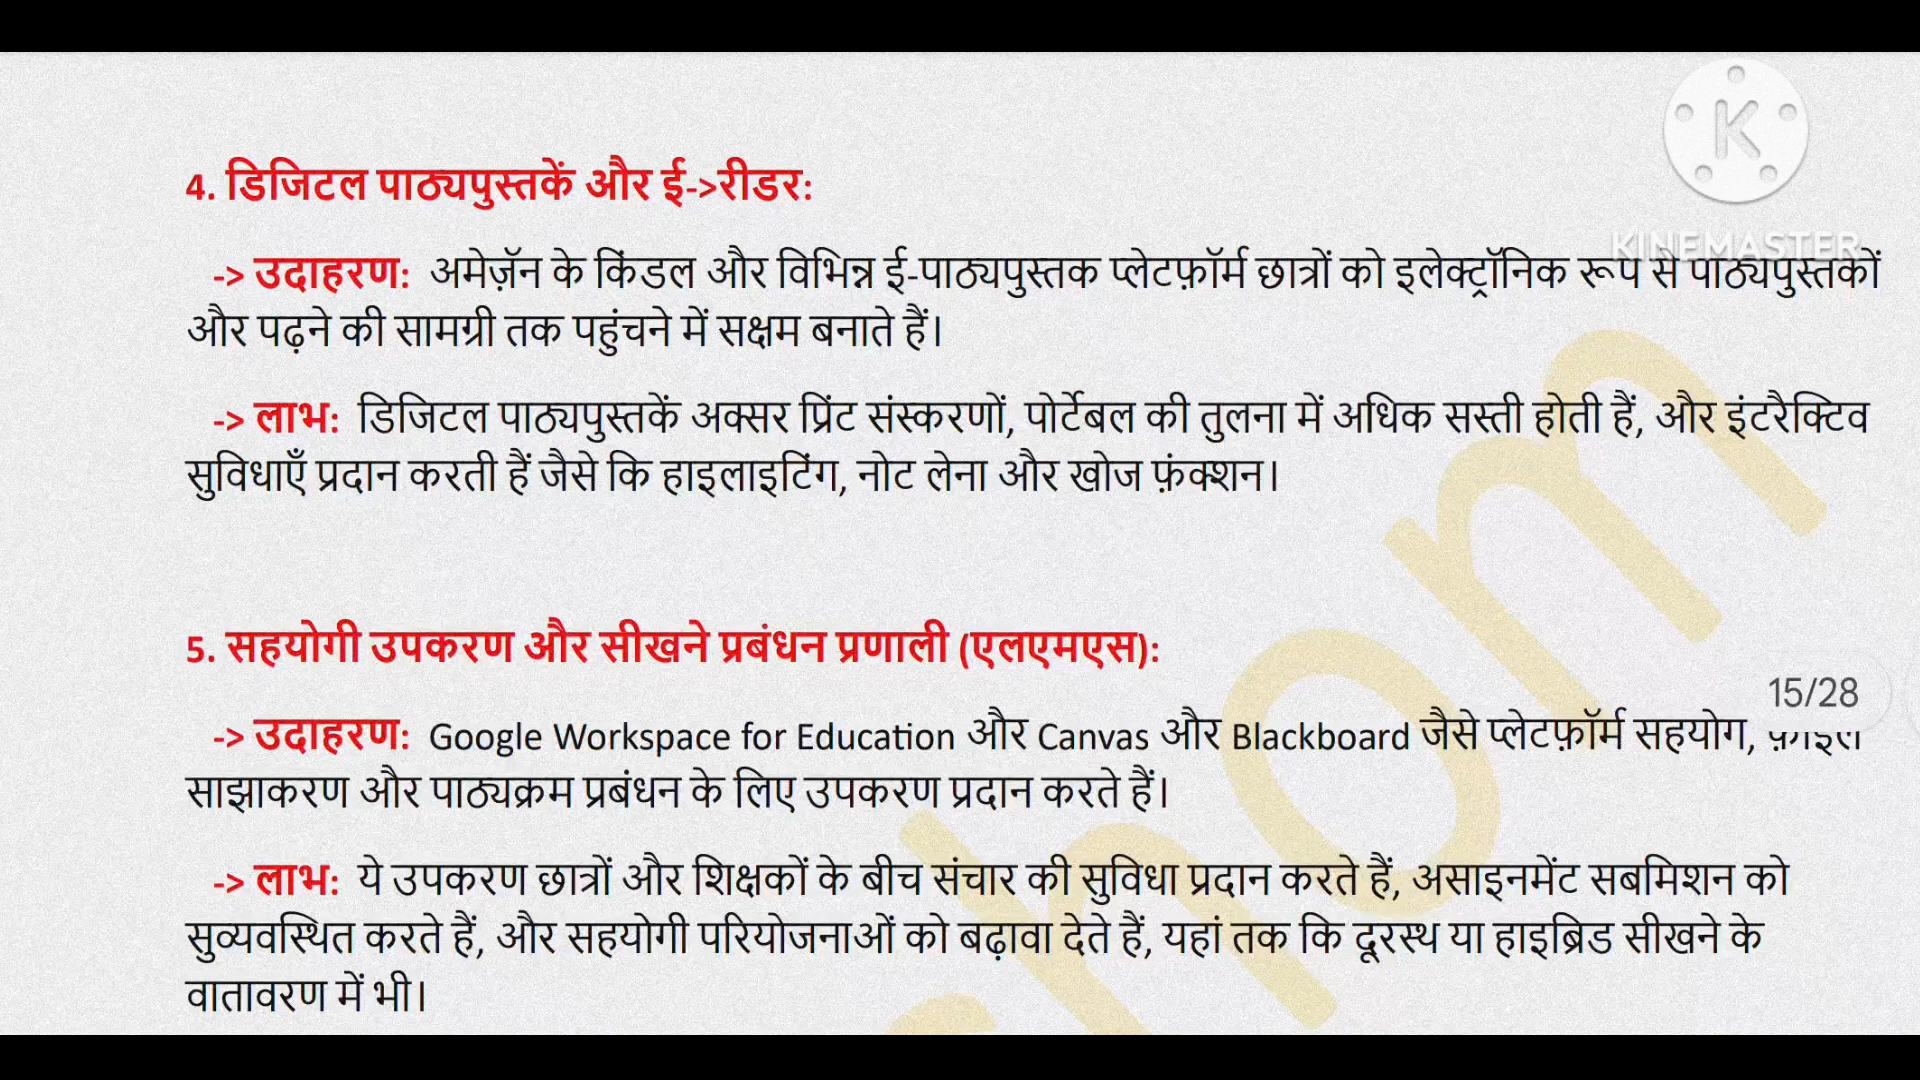 KINEMASTER
4. डिजिटल पाठ्यपुस्तकें और ई->रीडर:
-> उदाहरण: अमेज़ॅन के किंडल और विभिन्न ई-पाठ्यपुस्तक प्लेटफ़ॉर्म छात्रों को इलेक्ट्रॉनिक रूप से पाठ्यपुस्तकों
और पढ़ने की सामग्री तक पहुंचने में सक्षम बनाते हैं।
-> लाभ: डिजिटल पाठ्यपुस्तकें अक्सर प्रिंट संस्करणों, पोर्टेबल की तुलना में अधिक सस्ती होती हैं, और इंटरैक्टिव
सुविधाएँ प्रदान करती हैं जैसे कि हाइलाइटिंग, नोट लेना और खोज फ़ंक्शन।
5. सहयोगी उपकरण और सीखने प्रबंधन प्रणाली (एलएमएस):
15/28
-> उदाहरण: Google Workspace for Education और Canvas और Blackboard जैसे प्लेटफ़ॉर्म सहयोग, फ़ाइल
साझाकरण और पाठ्यक्रम प्रबंधन के लिए उपकरण प्रदान करते हैं।
-> लाभ: ये उपकरण छात्रों और शिक्षकों के बीच संचार की सुविधा प्रदान करते हैं, असाइनमेंट सबमिशन को
सुव्यवस्थित करते हैं, और सहयोगी परियोजनाओं को बढ़ावा देते हैं, यहां तक कि दूरस्थ या हाइब्रिड सीखने के
वातावरण में भी।
hom